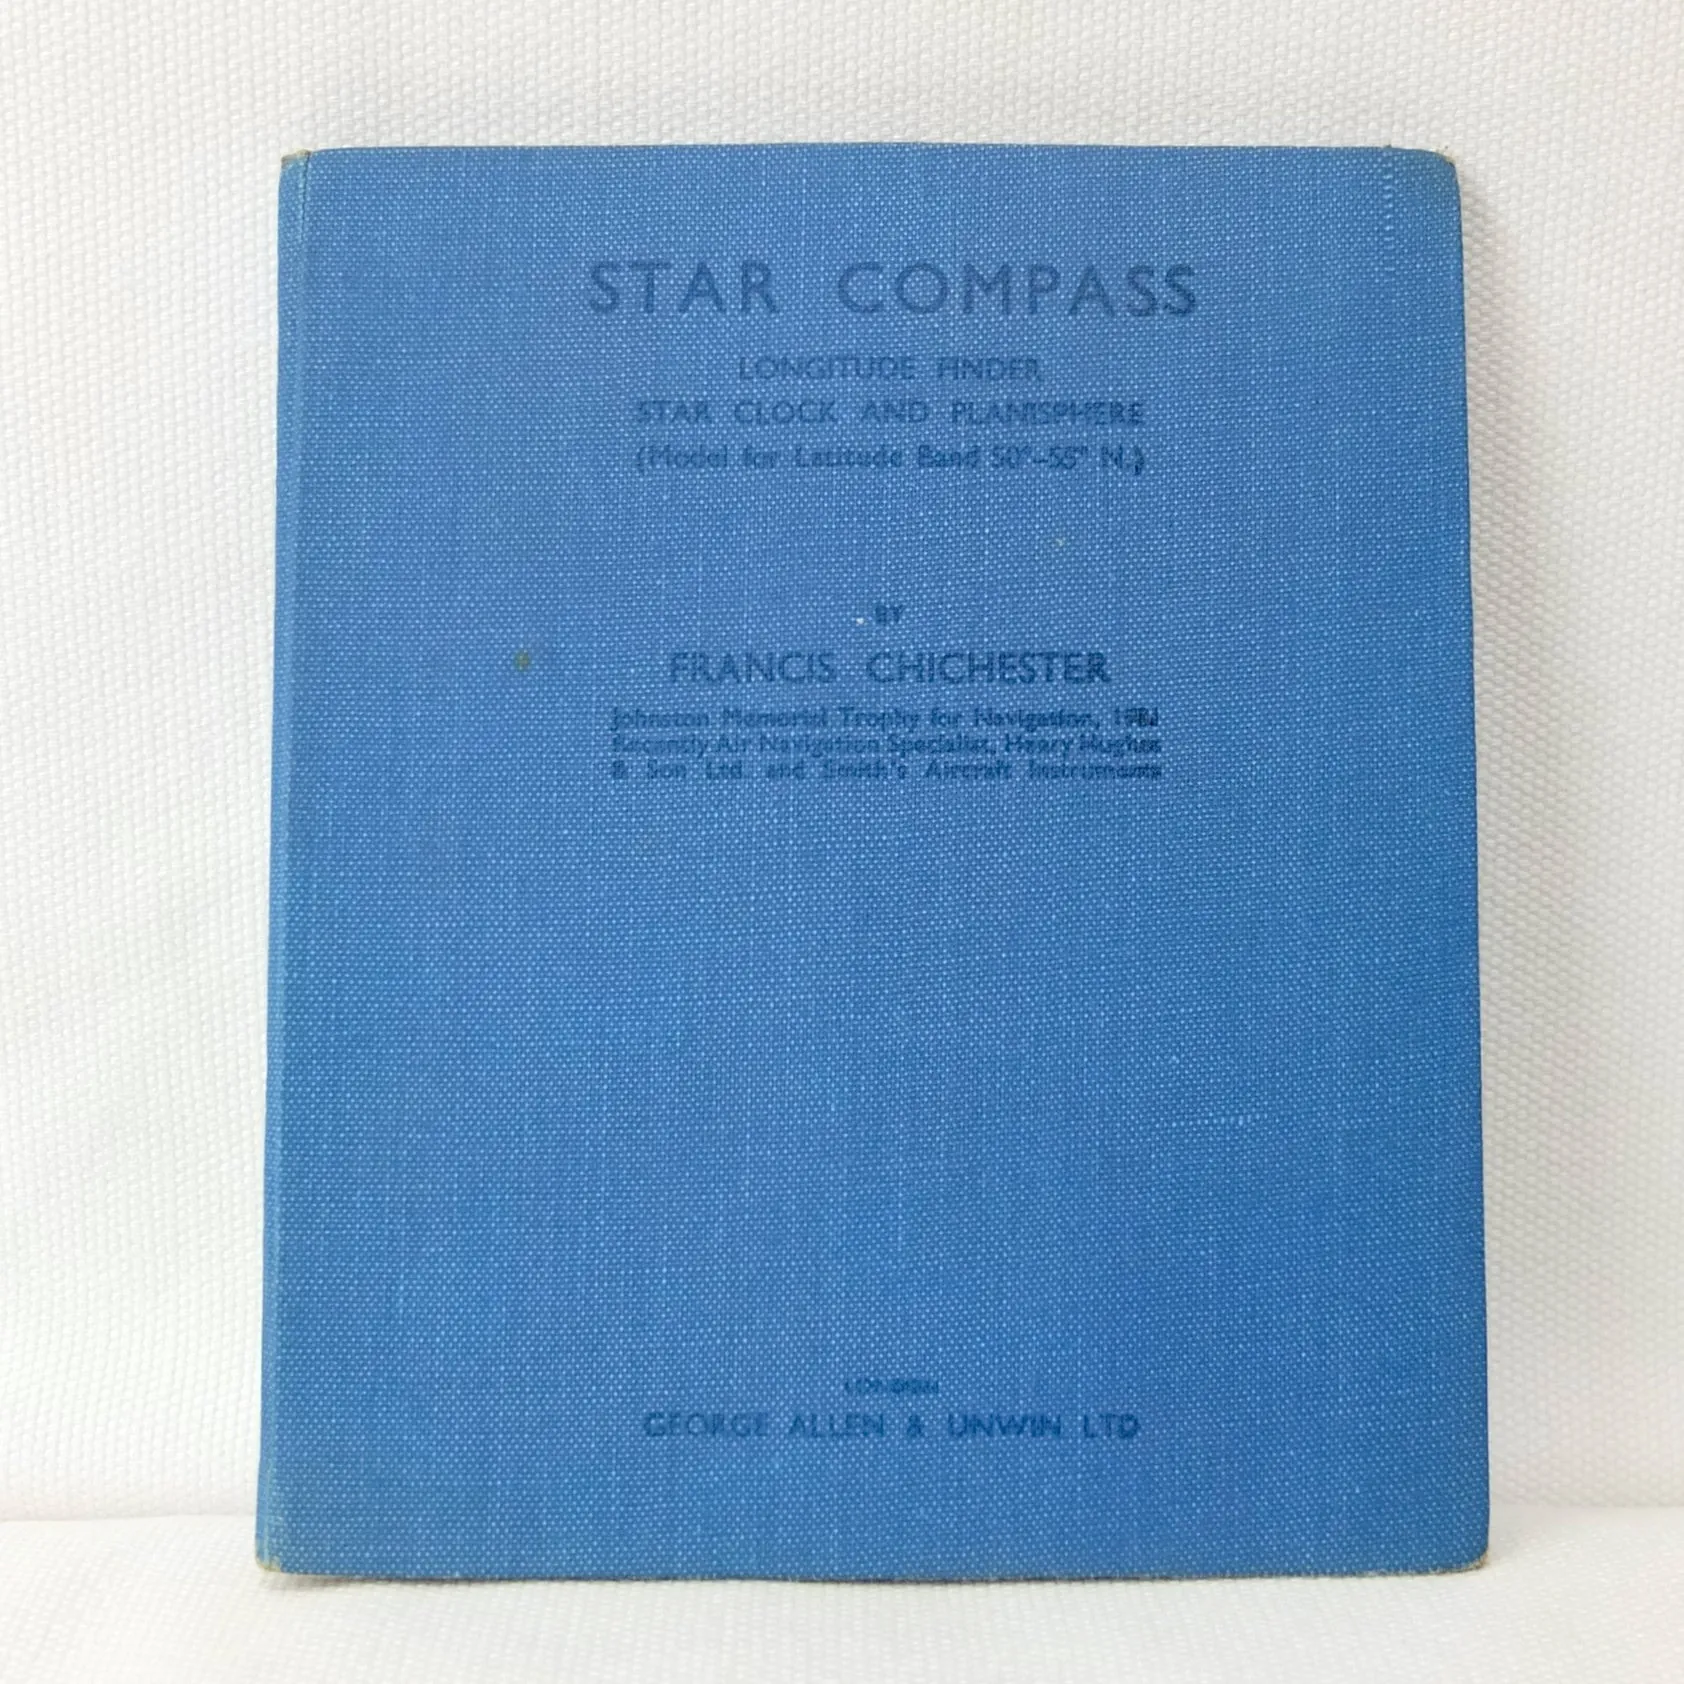 STAR COMPASS
LONGITUDE FINDER
STAR CLOCK AND PLANISPHERE
(Model for Latitude Band 50°–55° N.)
BY
FRANCIS CHICHESTER
Johnston Memorial Trophy for Navigation,
Recently Air Navigation Specialist, Henry Hughes
& Son Ltd. and Smith's Aircraft Instruments
LONDON
GEORGE ALLEN & UNWIN LTD